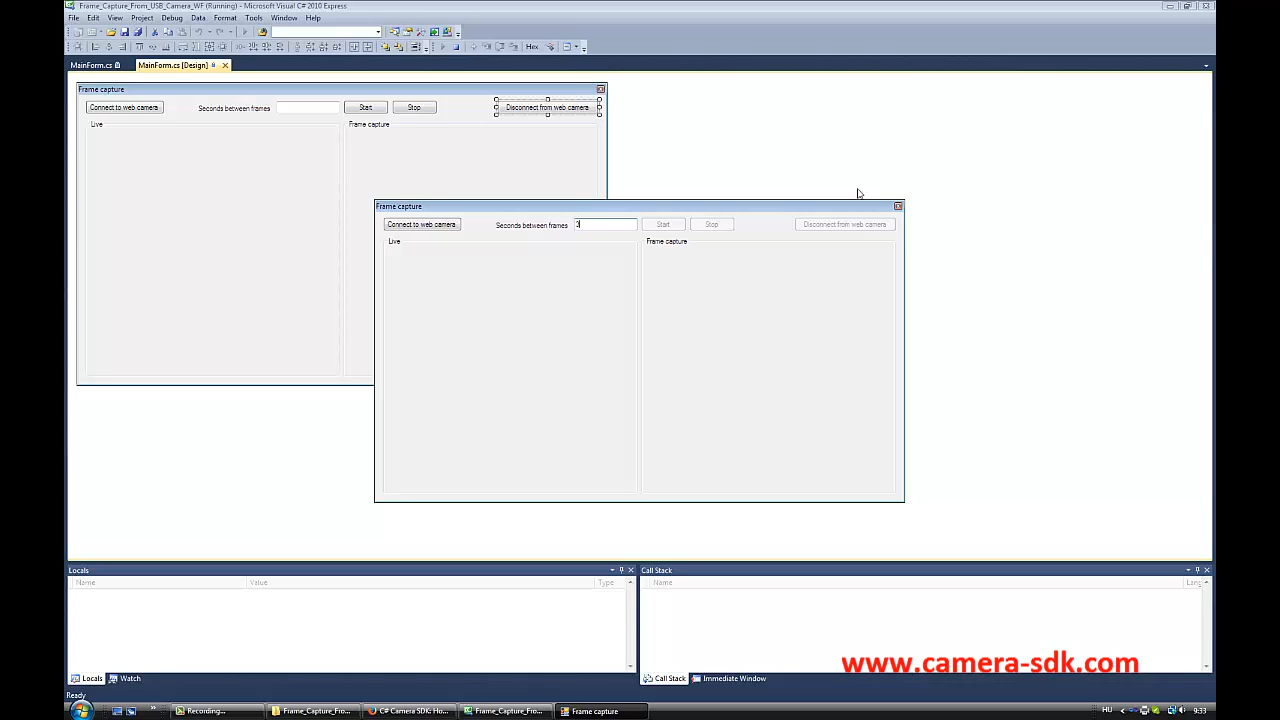 Frame_Capture_From_USB_Camera_WF (Running) - Microsoft Visual C# 2010 Express
File Edit View Project Debug Data Format Tools Window Help
Hex
MainForm.cs MainForm.cs [Design]
Frame capture
Connect to web camera Seconds between frames Start Stop Disconnect from web camera
Live Frame capture
Frame capture
Connect to web camera Seconds between frames 3 Start Stop Disconnect from web camera
Live Frame capture
Locals Call Stack
Name Value Type Name Lang
www.camera-sdk.com
Locals Watch Call Stack Immediate Window
Ready
Recording... Frame_Capture_Fro... C# Camera SDK: Ho... Frame_Capture_Fro... Frame capture HU 9:33